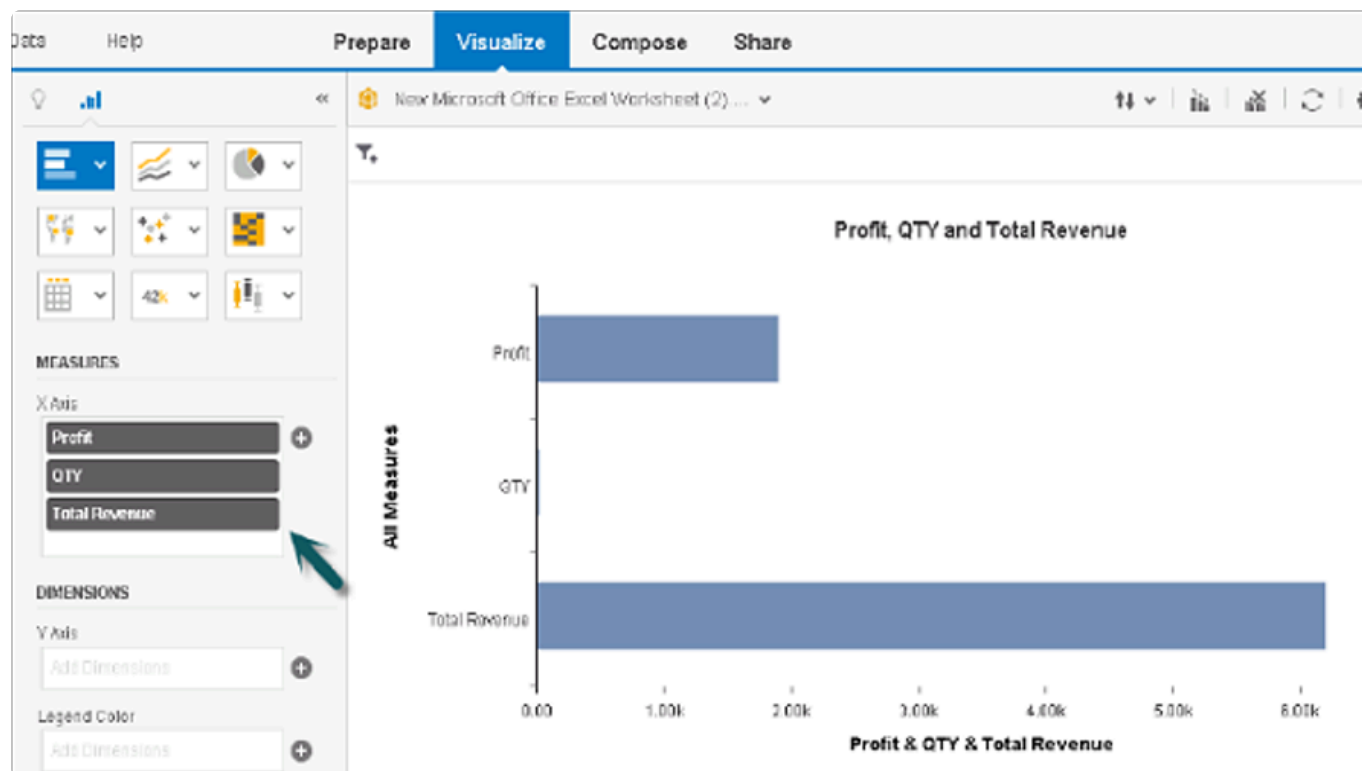 Data Help Prepare Visualize Compose Share
New Microsoft Office Excel Worksheet (2) ...
42k
MEASURES
X Axis
Profit
QTY
Total Revenue
DIMENSIONS
Y Axis
Add Dimensions
Legend Color
Add Dimensions
Profit, QTY and Total Revenue
All Measures
Profit
QTY
Total Revenue
0.00 1.00k 2.00k 3.00k 4.00k 5.00k 6.00k
Profit & QTY & Total Revenue